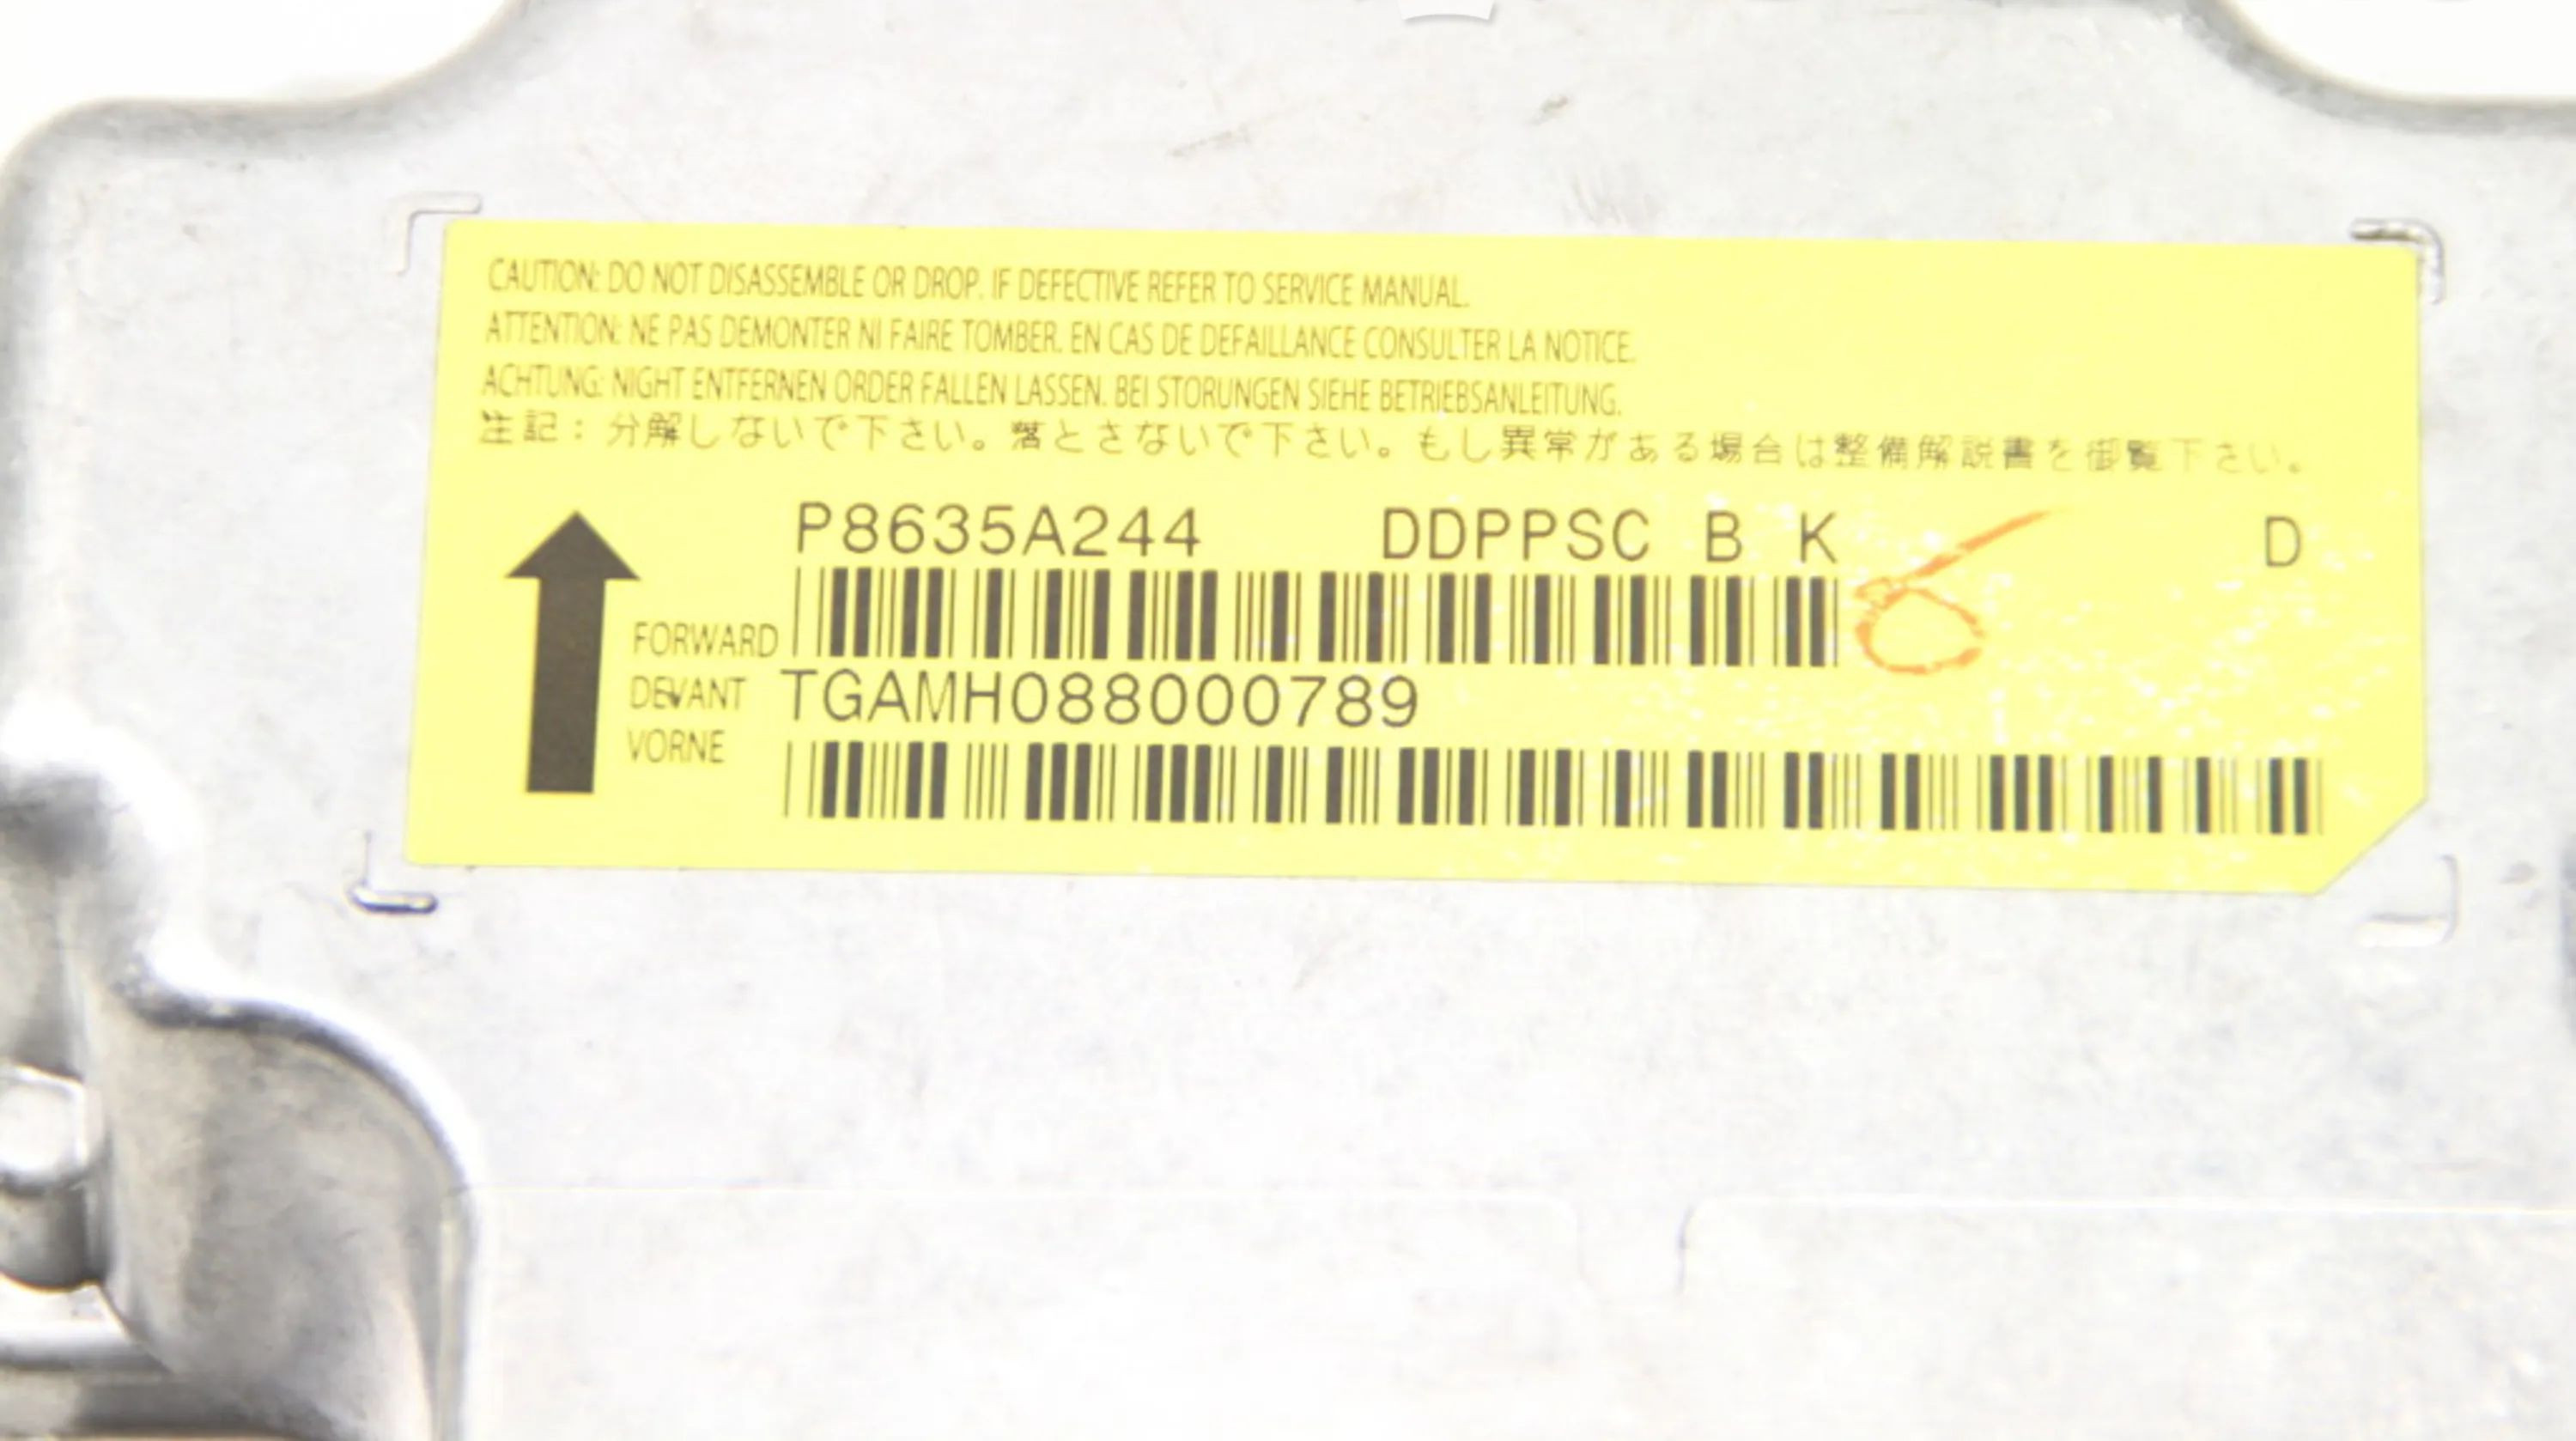 CAUTION: DO NOT DISASSEMBLE OR DROP. IF DEFECTIVE REFER TO SERVICE MANUAL.
ATTENTION: NE PAS DEMONTER NI FAIRE TOMBER. EN CAS DE DEFAILLANCE CONSULTER LA NOTICE.
ACHTUNG: NIGHT ENTFERNEN ORDER FALLEN LASSEN. BEI STORUNGEN SIEHE BETRIEBSANLEITUNG.
注記：分解しないで下さい。落とさないで下さい。もし異常がある場合は整備解説書を御覧下さい。
P8635A244 DDPPSC B K D
FORWARD
DEVANT TGAMH088000789
VORNE